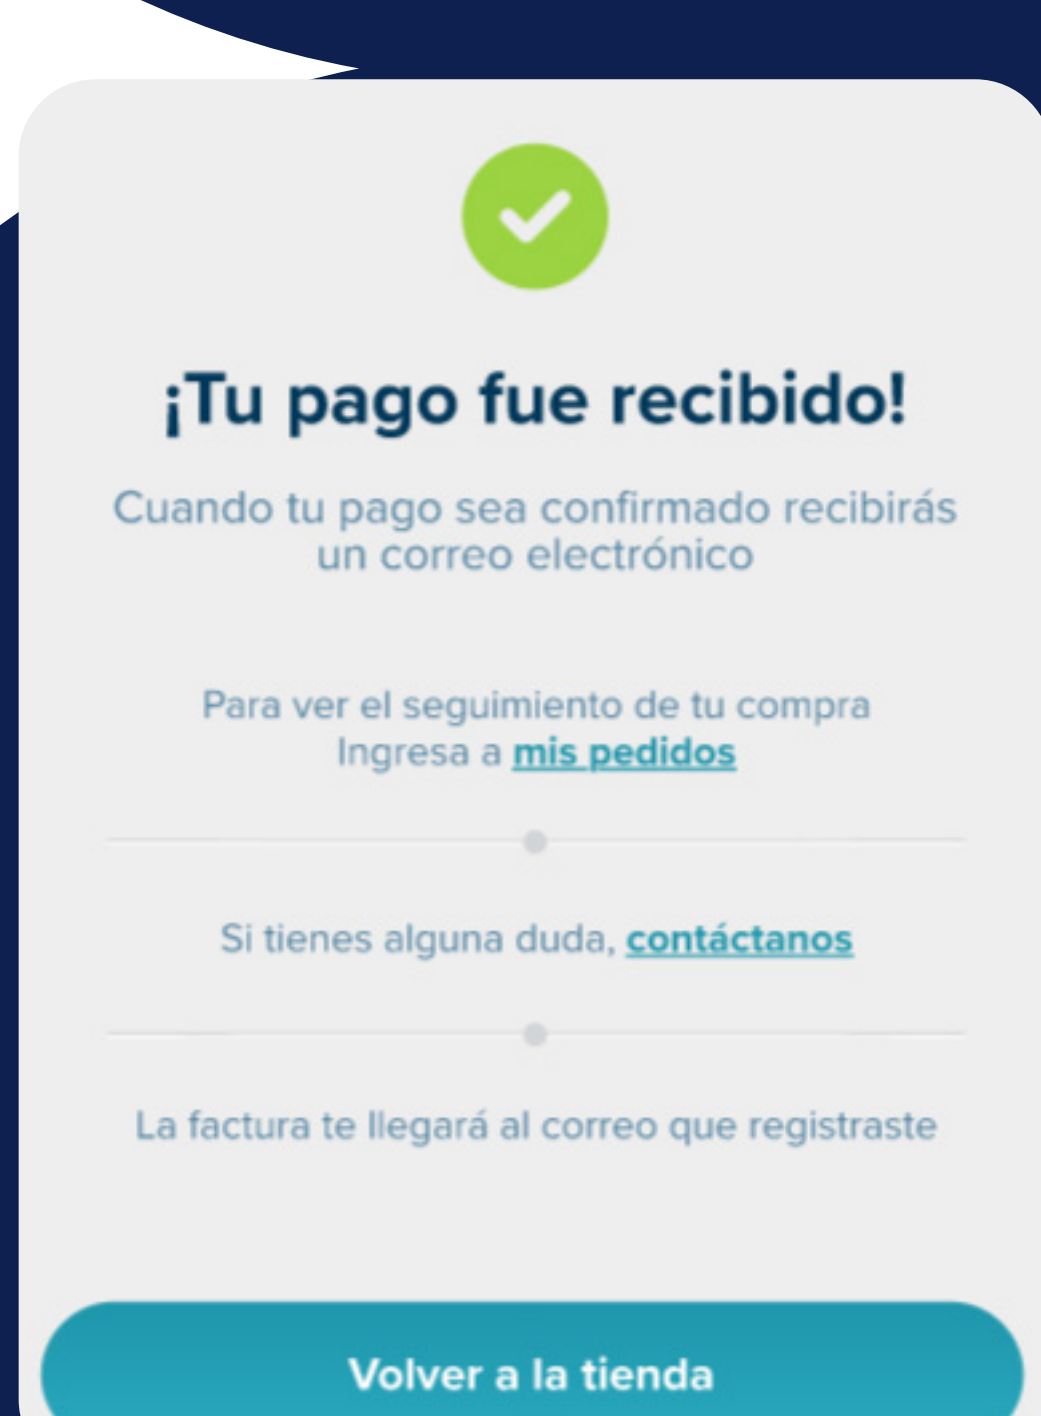 ¡Tu pago fue recibido!
Cuando tu pago sea confirmado recibirás
un correo electrónico
Para ver el seguimiento de tu compra
Ingresa a mis pedidos
Si tienes alguna duda, contáctanos
La factura te llegará al correo que registraste
Volver a la tienda